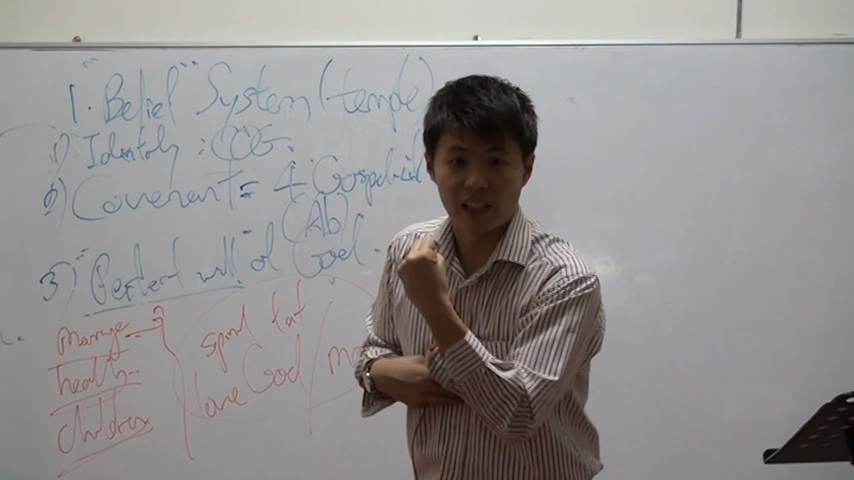 1. "Belief" System (temple)
1) Identity : COG.
2) Covenant = 4 Gospel
(Ab)
3) "Perfect will" of God.
marriage
health
children
love God